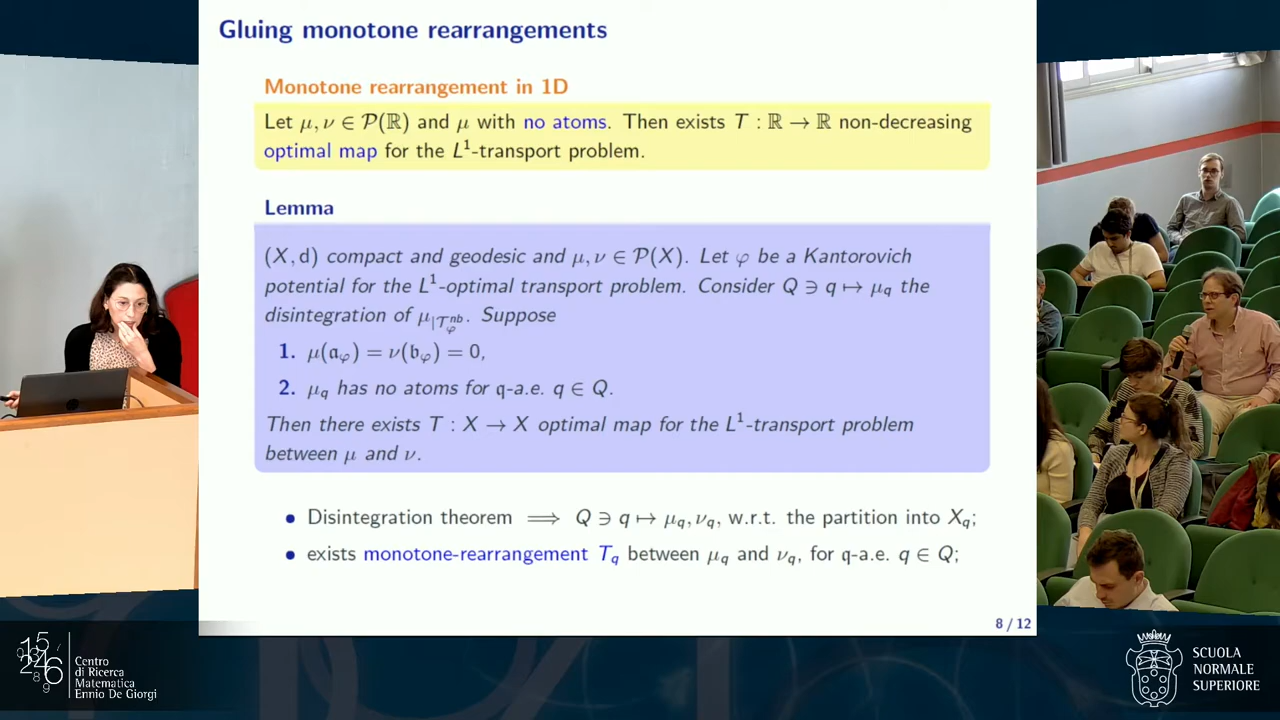 Gluing monotone rearrangements
Monotone rearrangement in 1D
Let μ, ν ∈ 𝒫(ℝ) and μ with no atoms. Then exists T : ℝ → ℝ non-decreasing
optimal map for the L¹-transport problem.
Lemma
(X, d) compact and geodesic and μ, ν ∈ 𝒫(X). Let φ be a Kantorovich
potential for the L¹-optimal transport problem. Consider Q ∋ q ↦ μ_q the
disintegration of μ_{|𝒯_φ^{nb}}. Suppose
1. μ(𝔞_φ) = ν(𝔟_φ) = 0,
2. μ_q has no atoms for 𝔮-a.e. q ∈ Q.
Then there exists T : X → X optimal map for the L¹-transport problem
between μ and ν.
• Disintegration theorem ⟹ Q ∋ q ↦ μ_q, ν_q, w.r.t. the partition into X_q;
• exists monotone-rearrangement T_q between μ_q and ν_q, for 𝔮-a.e. q ∈ Q;
8 / 12
Centro
di Ricerca
Matematica
Ennio De Giorgi
SCUOLA
NORMALE
SUPERIORE